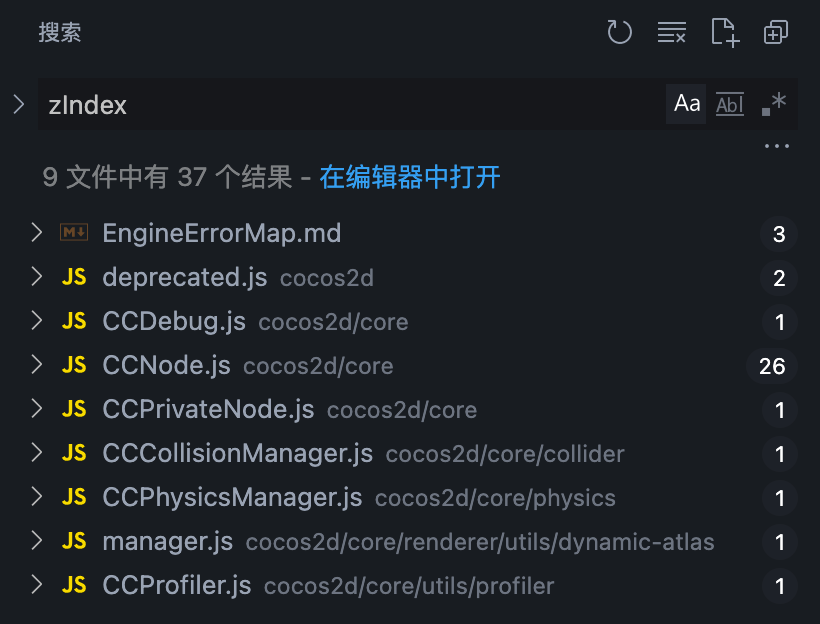 搜索
zIndex Aa Abl .*
9 文件中有 37 个结果 - 在编辑器中打开
M↓ EngineErrorMap.md 3
JS deprecated.js cocos2d 2
JS CCDebug.js cocos2d/core 1
JS CCNode.js cocos2d/core 26
JS CCPrivateNode.js cocos2d/core 1
JS CCCollisionManager.js cocos2d/core/collider 1
JS CCPhysicsManager.js cocos2d/core/physics 1
JS manager.js cocos2d/core/renderer/utils/dynamic-atlas 1
JS CCProfiler.js cocos2d/core/utils/profiler 1